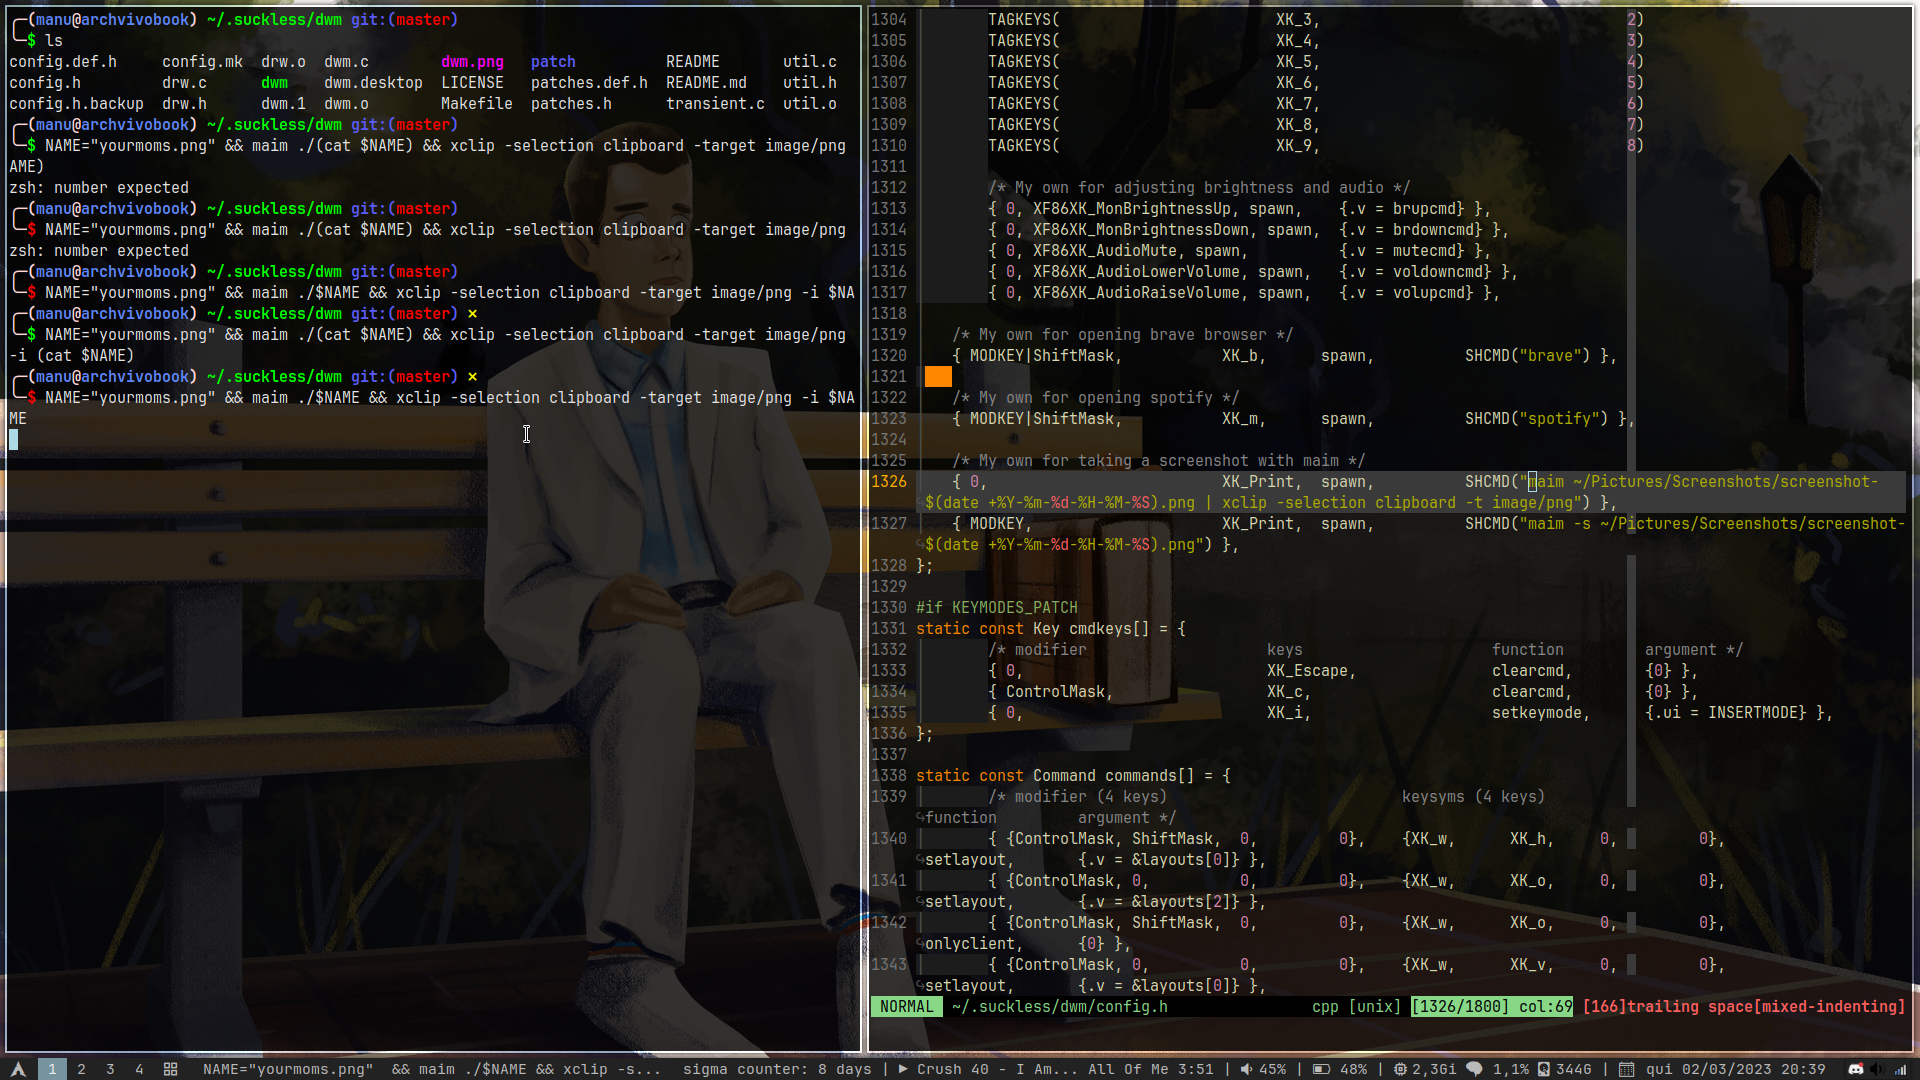 (manu@archvivobook) ~/.suckless/dwm git:(master)
$ ls
config.def.h     config.mk  drw.o  dwm.c        dwm.png   patch          README       util.c
config.h         drw.c      dwm    dwm.desktop  LICENSE   patches.def.h  README.md    util.h
config.h.backup  drw.h      dwm.1  dwm.o        Makefile  patches.h      transient.c  util.o
(manu@archvivobook) ~/.suckless/dwm git:(master)
$ NAME="yourmoms.png" && maim ./(cat $NAME) && xclip -selection clipboard -target image/png
AME)
zsh: number expected
(manu@archvivobook) ~/.suckless/dwm git:(master)
$ NAME="yourmoms.png" && maim ./(cat $NAME) && xclip -selection clipboard -target image/png
zsh: number expected
(manu@archvivobook) ~/.suckless/dwm git:(master)
$ NAME="yourmoms.png" && maim ./$NAME && xclip -selection clipboard -target image/png -i $NA
(manu@archvivobook) ~/.suckless/dwm git:(master) ×
$ NAME="yourmoms.png" && maim ./(cat $NAME) && xclip -selection clipboard -target image/png
-i (cat $NAME)
(manu@archvivobook) ~/.suckless/dwm git:(master) ×
$ NAME="yourmoms.png" && maim ./$NAME && xclip -selection clipboard -target image/png -i $NA
ME
1304 TAGKEYS( XK_3, 2)
1305 TAGKEYS( XK_4, 3)
1306 TAGKEYS( XK_5, 4)
1307 TAGKEYS( XK_6, 5)
1308 TAGKEYS( XK_7, 6)
1309 TAGKEYS( XK_8, 7)
1310 TAGKEYS( XK_9, 8)
1311
1312 /* My own for adjusting brightness and audio */
1313 { 0, XF86XK_MonBrightnessUp, spawn, {.v = brupcmd} },
1314 { 0, XF86XK_MonBrightnessDown, spawn, {.v = brdowncmd} },
1315 { 0, XF86XK_AudioMute, spawn, {.v = mutecmd} },
1316 { 0, XF86XK_AudioLowerVolume, spawn, {.v = voldowncmd} },
1317 { 0, XF86XK_AudioRaiseVolume, spawn, {.v = volupcmd} },
1318
1319 /* My own for opening brave browser */
1320 { MODKEY|ShiftMask, XK_b, spawn, SHCMD("brave") },
1321
1322 /* My own for opening spotify */
1323 { MODKEY|ShiftMask, XK_m, spawn, SHCMD("spotify") },
1324
1325 /* My own for taking a screenshot with maim */
1326 { 0, XK_Print, spawn, SHCMD("maim ~/Pictures/Screenshots/screenshot-
$(date +%Y-%m-%d-%H-%M-%S).png | xclip -selection clipboard -t image/png") },
1327 { MODKEY, XK_Print, spawn, SHCMD("maim -s ~/Pictures/Screenshots/screenshot-
$(date +%Y-%m-%d-%H-%M-%S).png") },
1328 };
1329
1330 #if KEYMODES_PATCH
1331 static const Key cmdkeys[] = {
1332 /* modifier keys function argument */
1333 { 0, XK_Escape, clearcmd, {0} },
1334 { ControlMask, XK_c, clearcmd, {0} },
1335 { 0, XK_i, setkeymode, {.ui = INSERTMODE} },
1336 };
1337
1338 static const Command commands[] = {
1339 /* modifier (4 keys) keysyms (4 keys)
function argument */
1340 { {ControlMask, ShiftMask, 0, 0}, {XK_w, XK_h, 0, 0},
setlayout, {.v = &layouts[0]} },
1341 { {ControlMask, 0, 0, 0}, {XK_w, XK_o, 0, 0},
setlayout, {.v = &layouts[2]} },
1342 { {ControlMask, ShiftMask, 0, 0}, {XK_w, XK_o, 0, 0},
onlyclient, {0} },
1343 { {ControlMask, 0, 0, 0}, {XK_w, XK_v, 0, 0},
setlayout, {.v = &layouts[0]} },
NORMAL ~/.suckless/dwm/config.h cpp [unix] [1326/1800] col:69 [166]trailing space[mixed-indenting]
1 2 3 4 NAME="yourmoms.png" && maim ./$NAME && xclip -s... sigma counter: 8 days | Crush 40 - I Am... All Of Me 3:51 | 45% | 48% | 2,3Gi 1,1% 344G | qui 02/03/2023 20:39